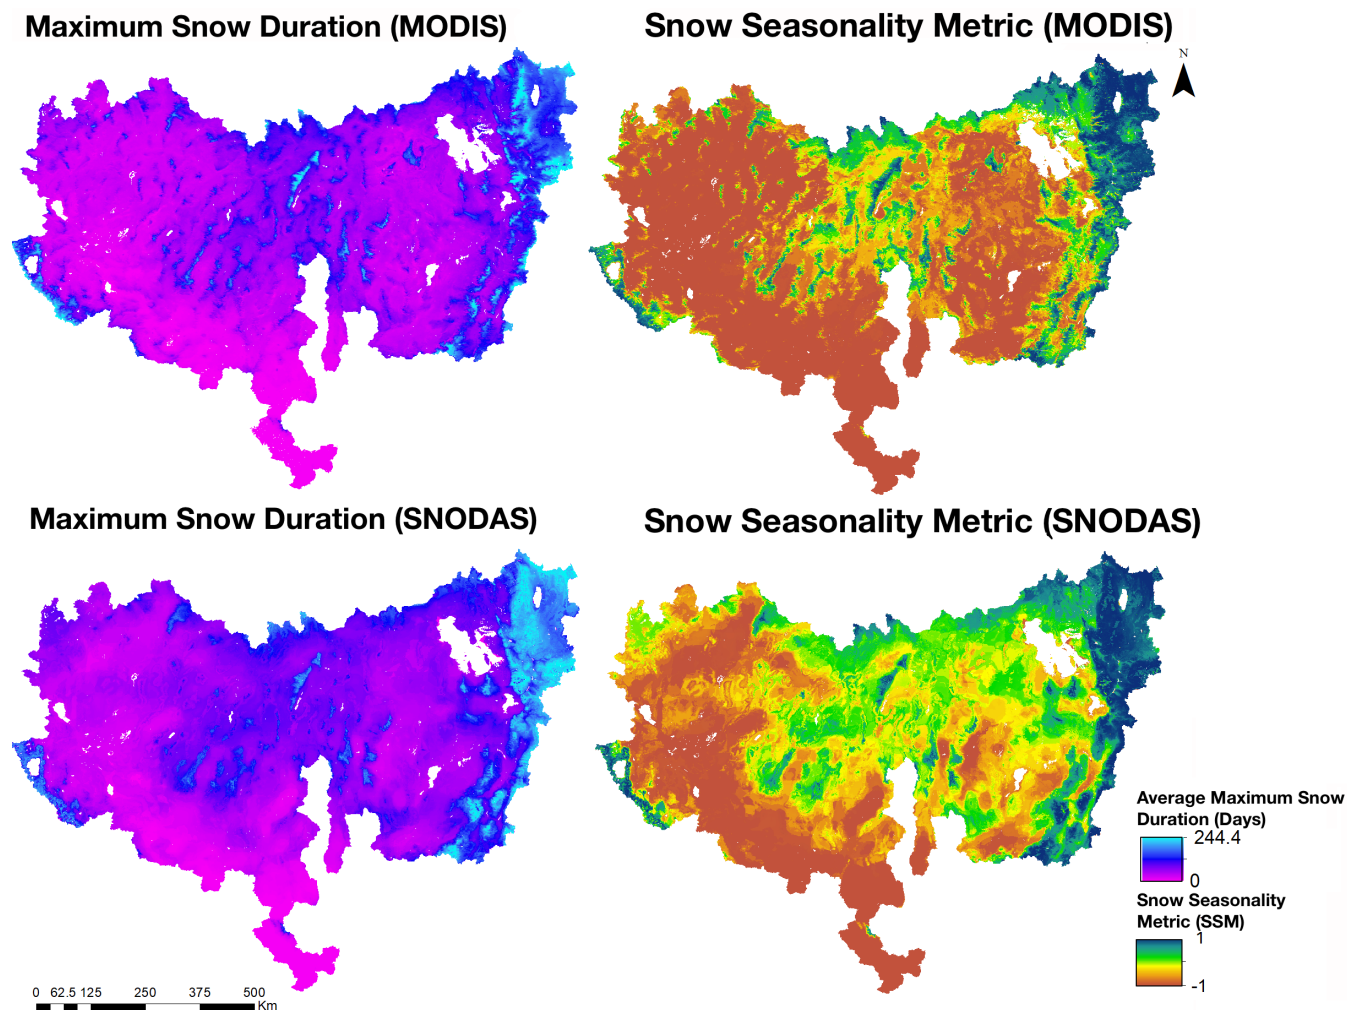 Maximum Snow Duration (MODIS)
Snow Seasonality Metric (MODIS)
N
Maximum Snow Duration (SNODAS)
Snow Seasonality Metric (SNODAS)
Average Maximum Snow
Duration (Days)
244.4
0
Snow Seasonality
Metric (SSM)
1
-1
0 62.5 125 250 375 500
Km